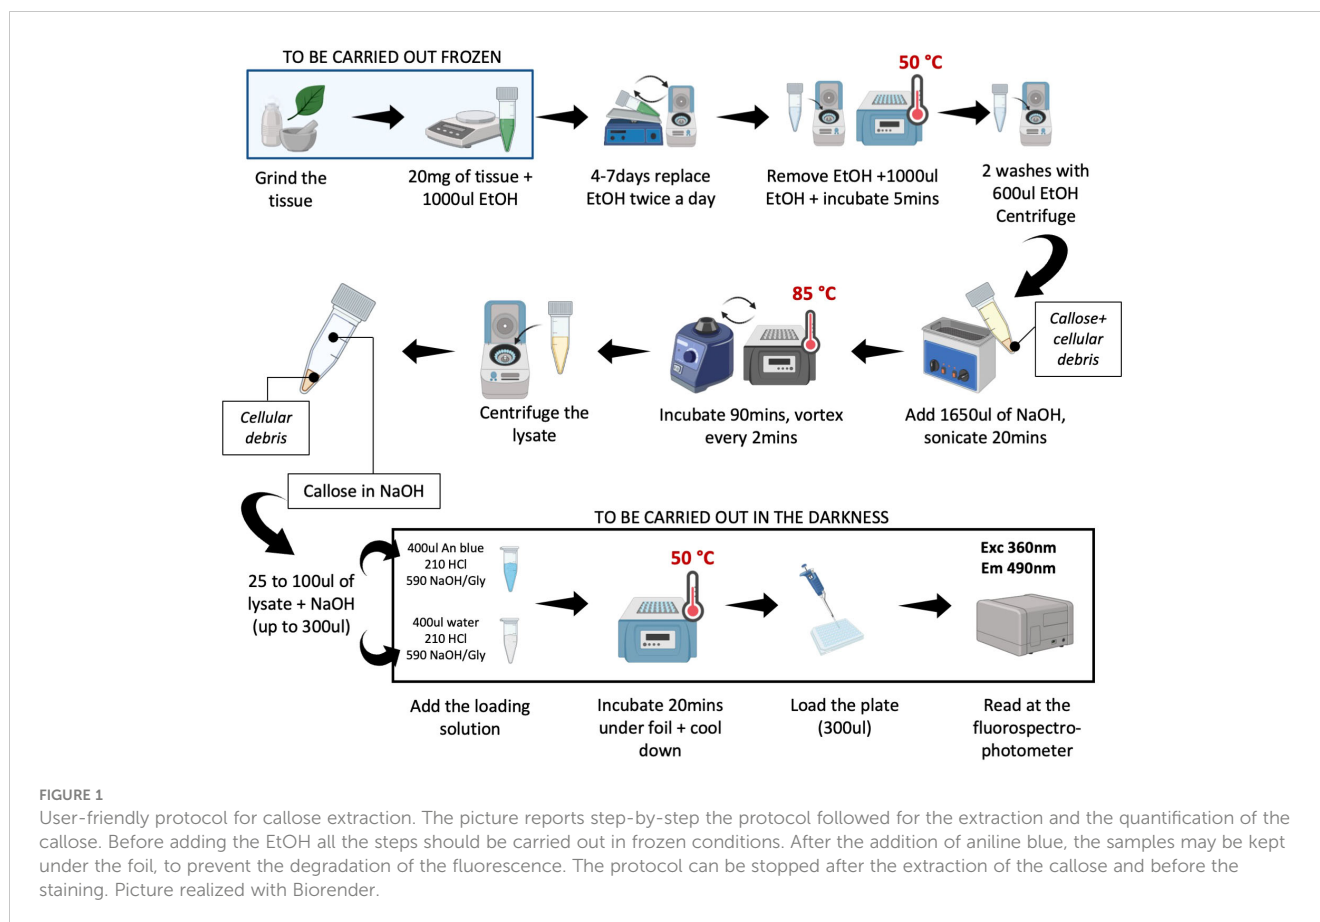 TO BE CARRIED OUT FROZEN
Grind the
tissue
20mg of tissue +
1000ul EtOH
4-7days replace
EtOH twice a day
50 °C
Remove EtOH +1000ul
EtOH + incubate 5mins
2 washes with
600ul EtOH
Centrifuge
Callose+
cellular
debris
Add 1650ul of NaOH,
sonicate 20mins
85 °C
Incubate 90mins, vortex
every 2mins
Centrifuge the
lysate
Cellular
debris
Callose in NaOH
25 to 100ul of
lysate + NaOH
(up to 300ul)
TO BE CARRIED OUT IN THE DARKNESS
400ul An blue
210 HCl
590 NaOH/Gly
400ul water
210 HCl
590 NaOH/Gly
Add the loading
solution
50 °C
Incubate 20mins
under foil + cool
down
Load the plate
(300ul)
Exc 360nm
Em 490nm
Read at the
fluorospectro-
photometer
FIGURE 1
User-friendly protocol for callose extraction. The picture reports step-by-step the protocol followed for the extraction and the quantification of the
callose. Before adding the EtOH all the steps should be carried out in frozen conditions. After the addition of aniline blue, the samples may be kept
under the foil, to prevent the degradation of the fluorescence. The protocol can be stopped after the extraction of the callose and before the
staining. Picture realized with Biorender.